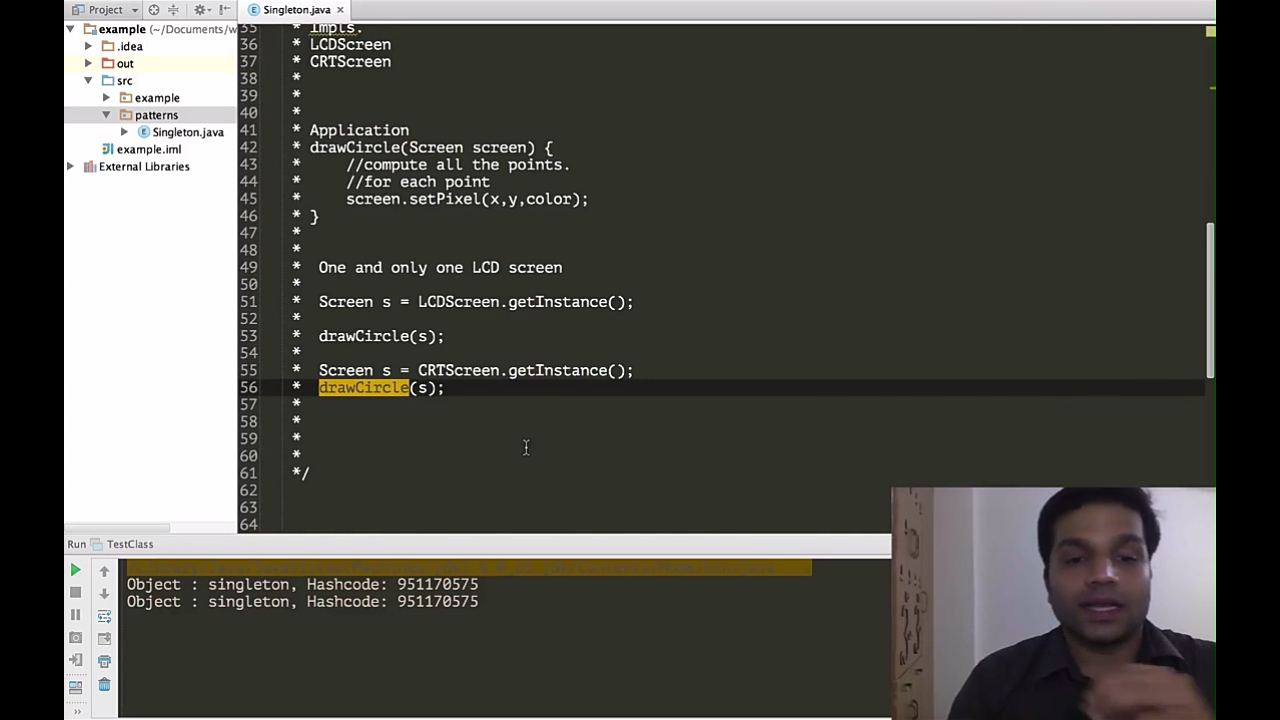 Project
Singleton.java
example (~/Documents/w
.idea
out
src
example
patterns
Singleton.java
example.iml
External Libraries
35 * Impls.
36 * LCDScreen
37 * CRTScreen
38 *
39 *
40 *
41 * Application
42 * drawCircle(Screen screen) {
43 * //compute all the points.
44 * //for each point
45 * screen.setPixel(x,y,color);
46 * }
47 *
48 *
49 * One and only one LCD screen
50 *
51 * Screen s = LCDScreen.getInstance();
52 *
53 * drawCircle(s);
54 *
55 * Screen s = CRTScreen.getInstance();
56 * drawCircle(s);
57 *
58 *
59 *
60 *
61 */
62
63
64
Run TestClass
Object : singleton, Hashcode: 951170575
Object : singleton, Hashcode: 951170575